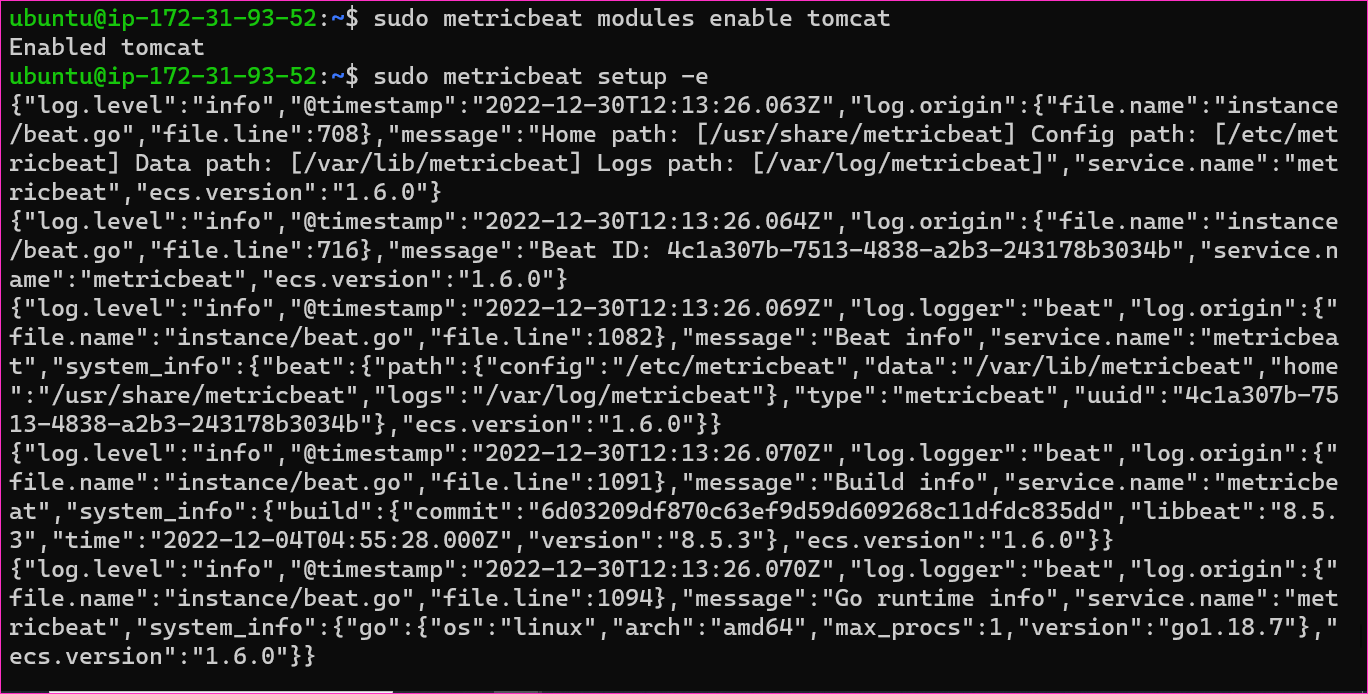 ubuntu@ip-172-31-93-52:~$ sudo metricbeat modules enable tomcat
Enabled tomcat
ubuntu@ip-172-31-93-52:~$ sudo metricbeat setup -e
{"log.level":"info","@timestamp":"2022-12-30T12:13:26.063Z","log.origin":{"file.name":"instance
/beat.go","file.line":708},"message":"Home path: [/usr/share/metricbeat] Config path: [/etc/met
ricbeat] Data path: [/var/lib/metricbeat] Logs path: [/var/log/metricbeat]","service.name":"met
ricbeat","ecs.version":"1.6.0"}
{"log.level":"info","@timestamp":"2022-12-30T12:13:26.064Z","log.origin":{"file.name":"instance
/beat.go","file.line":716},"message":"Beat ID: 4c1a307b-7513-4838-a2b3-243178b3034b","service.n
ame":"metricbeat","ecs.version":"1.6.0"}
{"log.level":"info","@timestamp":"2022-12-30T12:13:26.069Z","log.logger":"beat","log.origin":{"
file.name":"instance/beat.go","file.line":1082},"message":"Beat info","service.name":"metricbea
t","system_info":{"beat":{"path":{"config":"/etc/metricbeat","data":"/var/lib/metricbeat","home
":"/usr/share/metricbeat","logs":"/var/log/metricbeat"},"type":"metricbeat","uuid":"4c1a307b-75
13-4838-a2b3-243178b3034b"},"ecs.version":"1.6.0"}}
{"log.level":"info","@timestamp":"2022-12-30T12:13:26.070Z","log.logger":"beat","log.origin":{"
file.name":"instance/beat.go","file.line":1091},"message":"Build info","service.name":"metricbe
at","system_info":{"build":{"commit":"6d03209df870c63ef9d59d609268c11dfdc835dd","libbeat":"8.5.
3","time":"2022-12-04T04:55:28.000Z","version":"8.5.3"},"ecs.version":"1.6.0"}}
{"log.level":"info","@timestamp":"2022-12-30T12:13:26.070Z","log.logger":"beat","log.origin":{"
file.name":"instance/beat.go","file.line":1094},"message":"Go runtime info","service.name":"met
ricbeat","system_info":{"go":{"os":"linux","arch":"amd64","max_procs":1,"version":"go1.18.7"},"
ecs.version":"1.6.0"}}